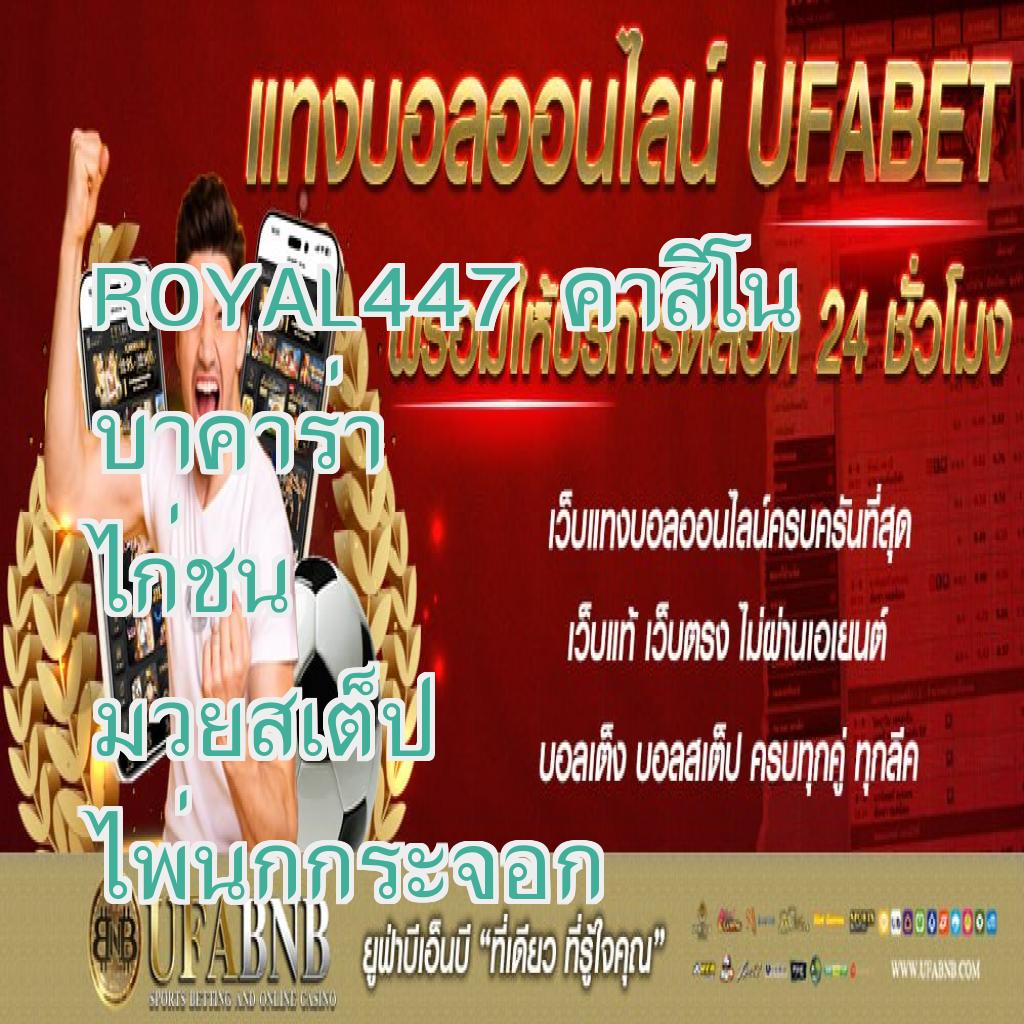 แทงบอลออนไลน์ UFABET
พร้อมให้บริการตลอด 24 ชั่วโมง
ROYAL447 คาสิโน
บาคาร่า
ไก่ชน
มวยสเต็ป
ไพ่นกกระจอก
เว็บแทงบอลออนไลน์ครบครันที่สุด
เว็บแท้ เว็บตรง ไม่ผ่านเอเยนต์
บอลเต็ง บอลสเต็ป ครบทุกคู่ ทุกลีค
BNB UFABNB
SPORTS BETTING AND ONLINE CASINO
ยูฟ่าบีเอ็นบี “ที่เดียว ที่รู้ใจคุณ”
WWW.UFABNB.COM